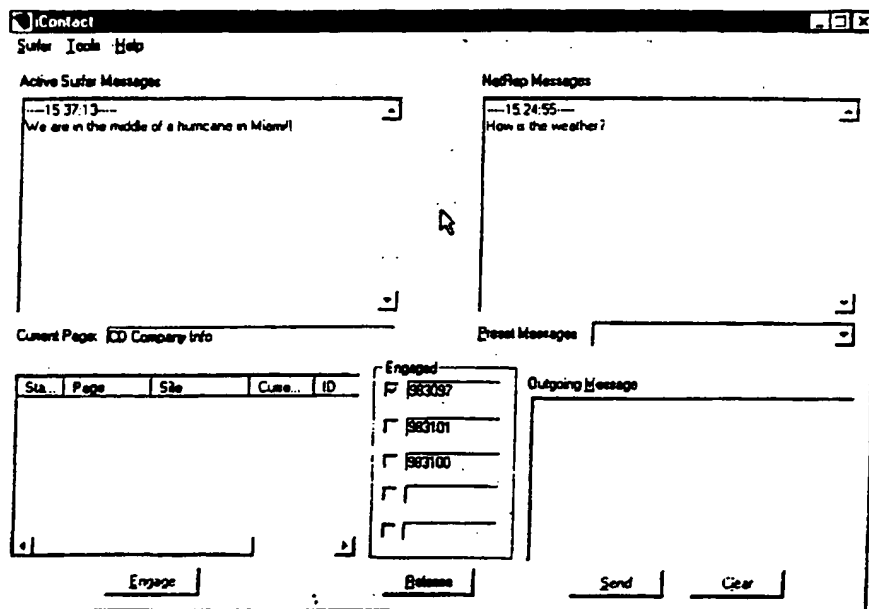 iContact
Surfer Tools Help
Active Surfer Messages
----15:37:13----
We are in the middle of a hurricane in Miami!!
NetRep Messages
----15:24:55----
How is the weather?
Current Page: ICD Company Info
Preset Messages
Sta... Page Site Curre... ID
Engaged
983097
983101
983100
Outgoing Message
Engage
Release
Send
Clear